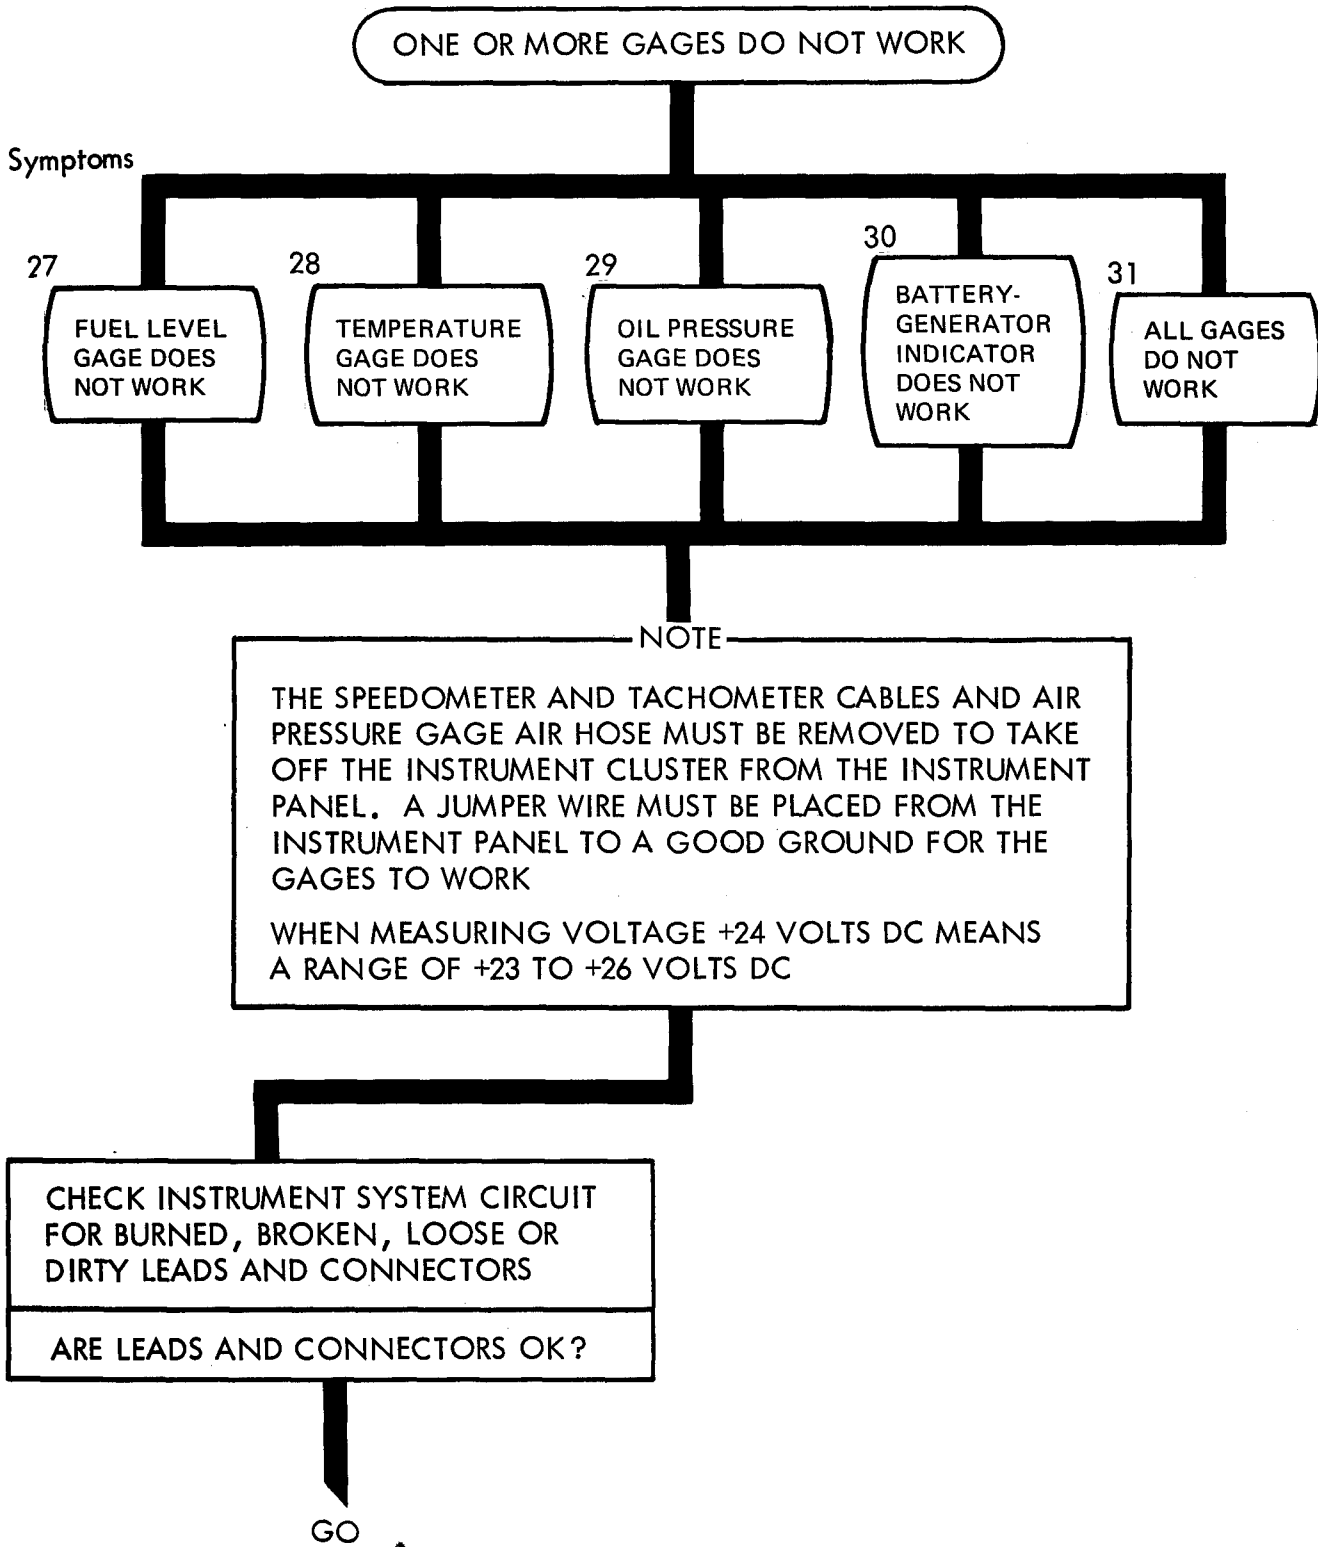 ONE OR MORE GAGES DO NOT WORK
Symptoms
27
FUEL LEVEL
GAGE DOES
NOT WORK
28
TEMPERATURE
GAGE DOES
NOT WORK
29
OIL PRESSURE
GAGE DOES
NOT WORK
30
BATTERY-
GENERATOR
INDICATOR
DOES NOT
WORK
31
ALL GAGES
DO NOT
WORK
NOTE
THE SPEEDOMETER AND TACHOMETER CABLES AND AIR
PRESSURE GAGE AIR HOSE MUST BE REMOVED TO TAKE
OFF THE INSTRUMENT CLUSTER FROM THE INSTRUMENT
PANEL. A JUMPER WIRE MUST BE PLACED FROM THE
INSTRUMENT PANEL TO A GOOD GROUND FOR THE
GAGES TO WORK
WHEN MEASURING VOLTAGE +24 VOLTS DC MEANS
A RANGE OF +23 TO +26 VOLTS DC
CHECK INSTRUMENT SYSTEM CIRCUIT
FOR BURNED, BROKEN, LOOSE OR
DIRTY LEADS AND CONNECTORS
ARE LEADS AND CONNECTORS OK?
GO